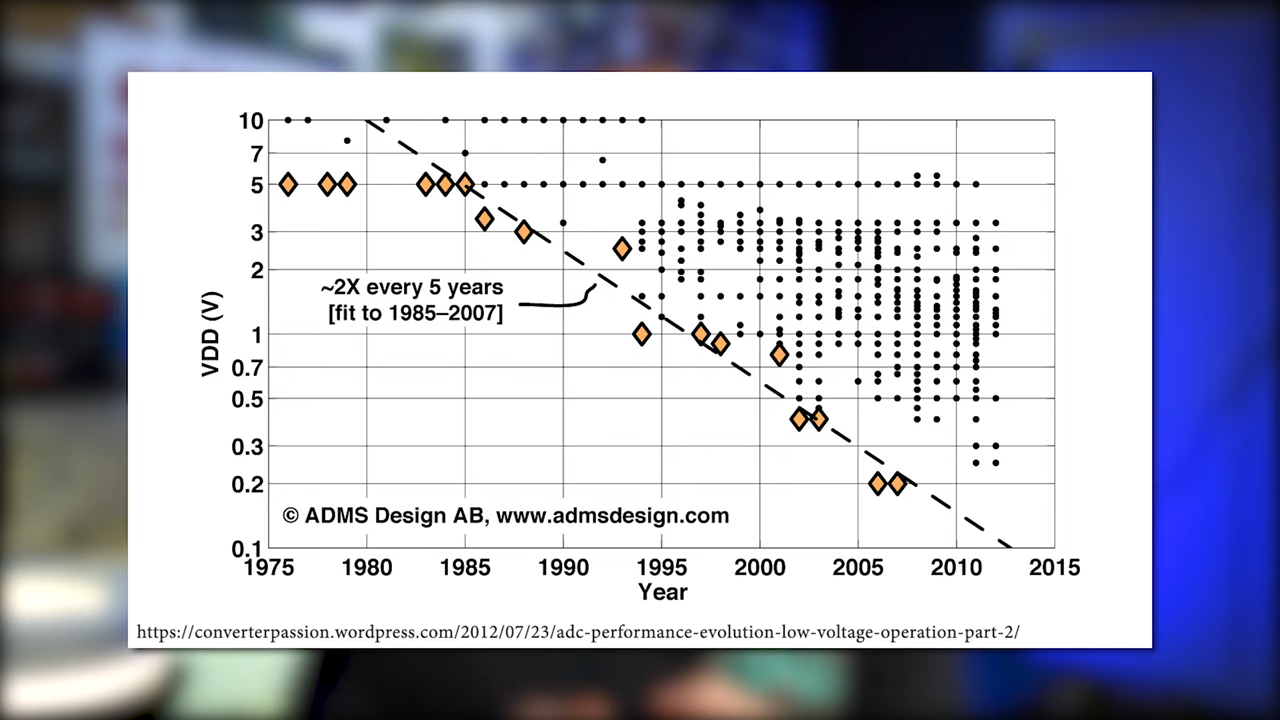 10
7
5
3
2
1
0.7
0.5
0.3
0.2
0.1
VDD (V)
~2X every 5 years
[fit to 1985–2007]
© ADMS Design AB, www.admsdesign.com
1975 1980 1985 1990 1995 2000 2005 2010 2015
Year
https://converterpassion.wordpress.com/2012/07/23/adc-performance-evolution-low-voltage-operation-part-2/